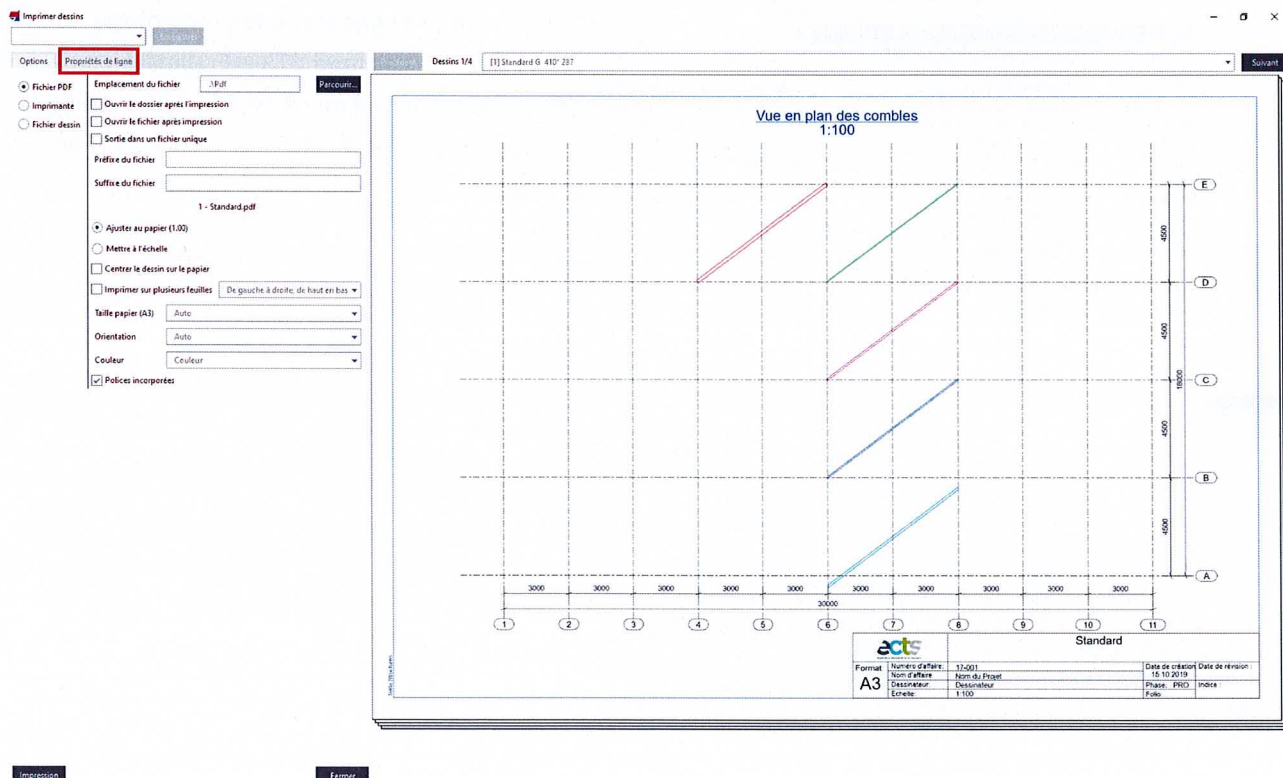 Imprimer dessins
Enregistrer
Options Propriétés de ligne
Dessins 1/4 [1] Standard G 410* 287 Suivant
Fichier PDF
Imprimante
Fichier dessin
Emplacement du fichier .\Pdf Parcourir...
Ouvrir le dossier après l'impression
Ouvrir le fichier après impression
Sortie dans un fichier unique
Préfixe du fichier
Suffixe du fichier
1 - Standard.pdf
Ajuster au papier (1.00)
Mettre à l'échelle
Centrer le dessin sur le papier
Imprimer sur plusieurs feuilles De gauche à droite, de haut en bas
Taille papier (A3) Auto
Orientation Auto
Couleur Couleur
Polices incorporées
Vue en plan des combles
1:100
E
4500
D
4500
18000
C
4500
B
4500
A
3000 3000 3000 3000 3000 3000 3000 3000 3000 3000
30000
1 2 3 4 5 6 7 8 9 10 11
acts
Standard
Format
A3
Numéro d'affaire: 17-001
Nom d'affaire Nom du Projet
Dessinateur: Dessinateur
Echelle: 1:100
Date de création Date de révision :
15 10 2019
Phase: PRO Indice :
Folio
Impression Fermer